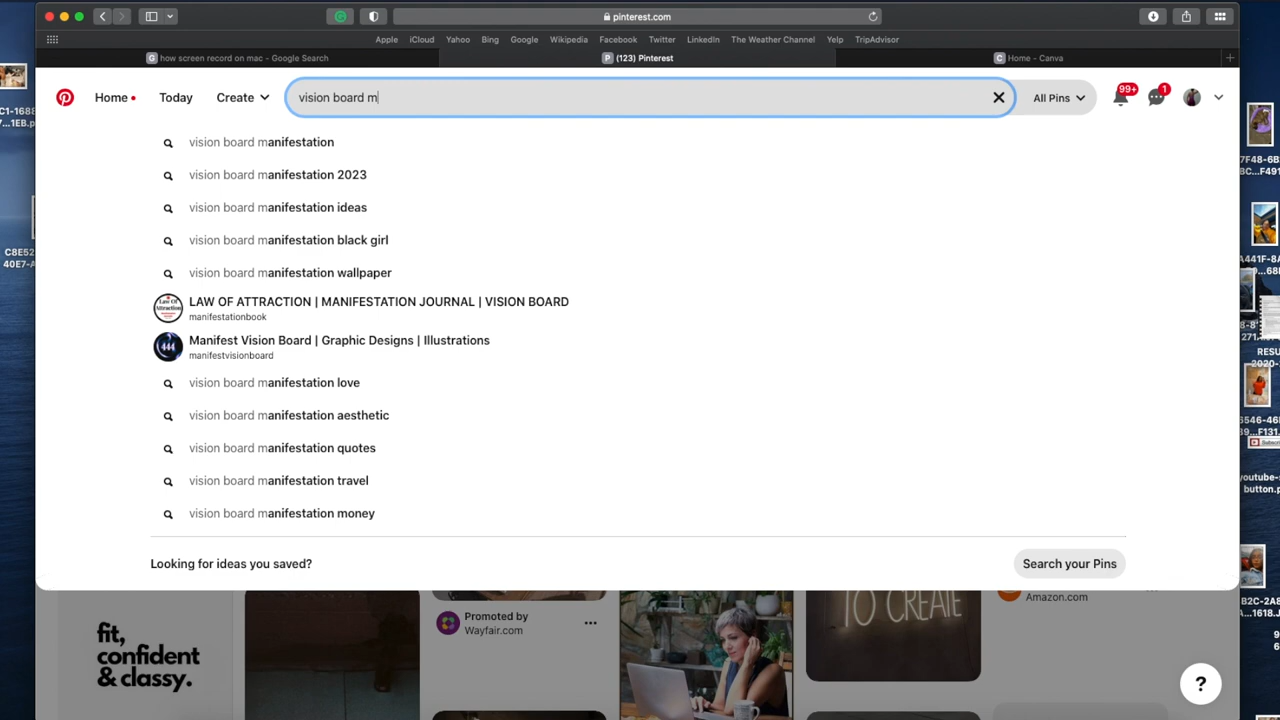 pinterest.com
Apple iCloud Yahoo Bing Google Wikipedia Facebook Twitter LinkedIn The Weather Channel Yelp TripAdvisor
G how screen record on mac - Google Search
P (123) Pinterest
C Home - Canva
Home Today Create vision board m All Pins 99+ 1
vision board manifestation
vision board manifestation 2023
vision board manifestation ideas
vision board manifestation black girl
vision board manifestation wallpaper
LAW OF ATTRACTION | MANIFESTATION JOURNAL | VISION BOARD
manifestationbook
Manifest Vision Board | Graphic Designs | Illustrations
manifestvisionboard
vision board manifestation love
vision board manifestation aesthetic
vision board manifestation quotes
vision board manifestation travel
vision board manifestation money
Looking for ideas you saved?
Search your Pins
fit,
confident
& classy.
Promoted by
Wayfair.com
TO CREATE
Amazon.com
?
C8E52
40E7-A
button.p